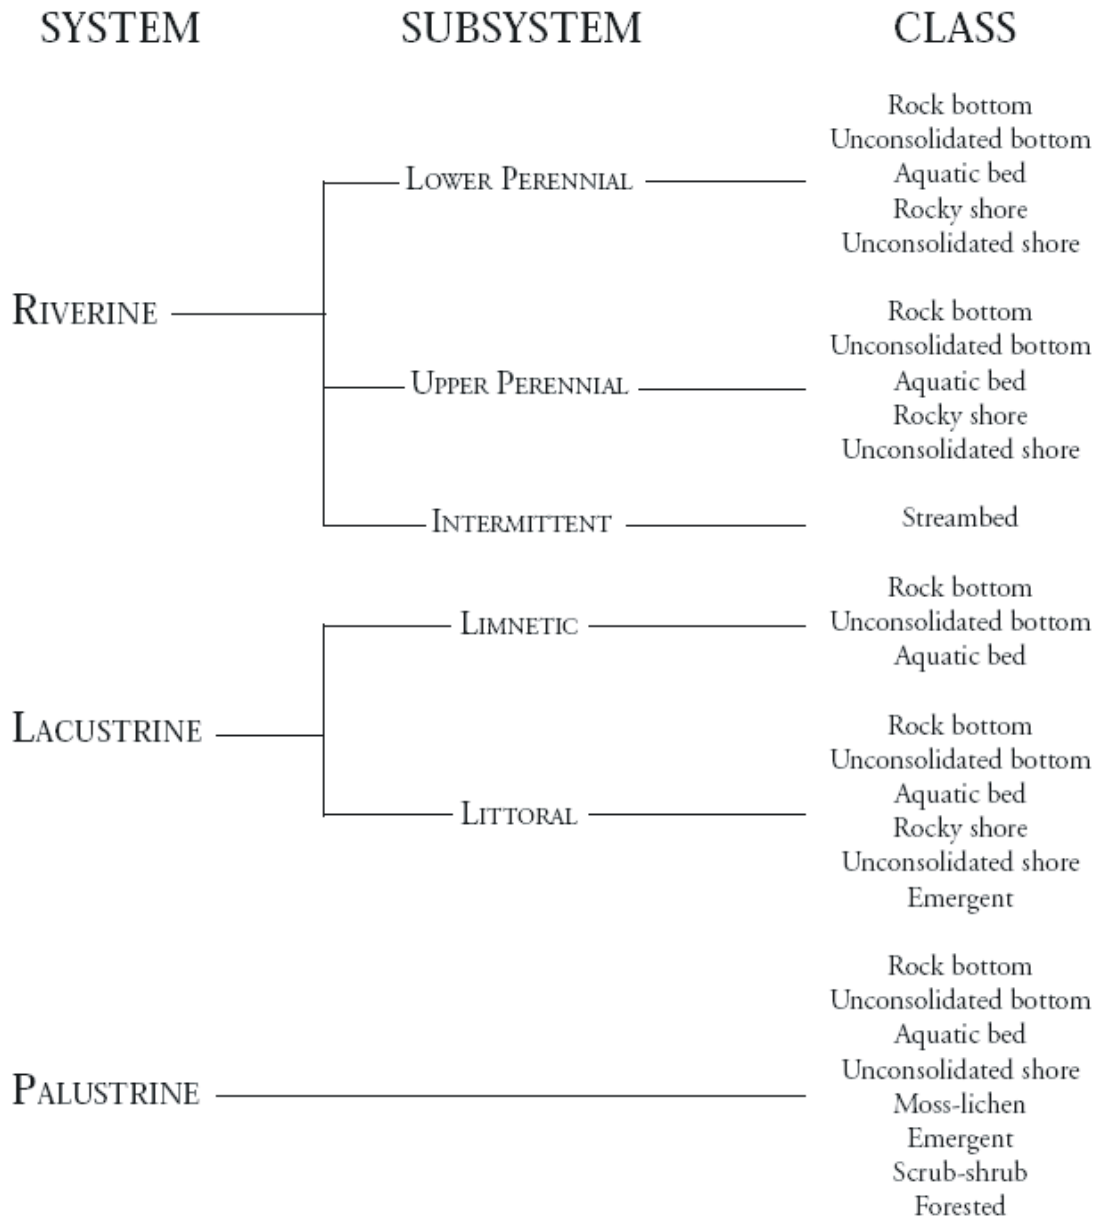 SYSTEM SUBSYSTEM CLASS
Rock bottom
Unconsolidated bottom
LOWER PERENNIAL Aquatic bed
Rocky shore
Unconsolidated shore
RIVERINE Rock bottom
Unconsolidated bottom
UPPER PERENNIAL Aquatic bed
Rocky shore
Unconsolidated shore
INTERMITTENT Streambed
Rock bottom
LIMNETIC Unconsolidated bottom
Aquatic bed
LACUSTRINE Rock bottom
Unconsolidated bottom
Aquatic bed
LITTORAL Rocky shore
Unconsolidated shore
Emergent
Rock bottom
Unconsolidated bottom
Aquatic bed
Unconsolidated shore
PALUSTRINE Moss-lichen
Emergent
Scrub-shrub
Forested